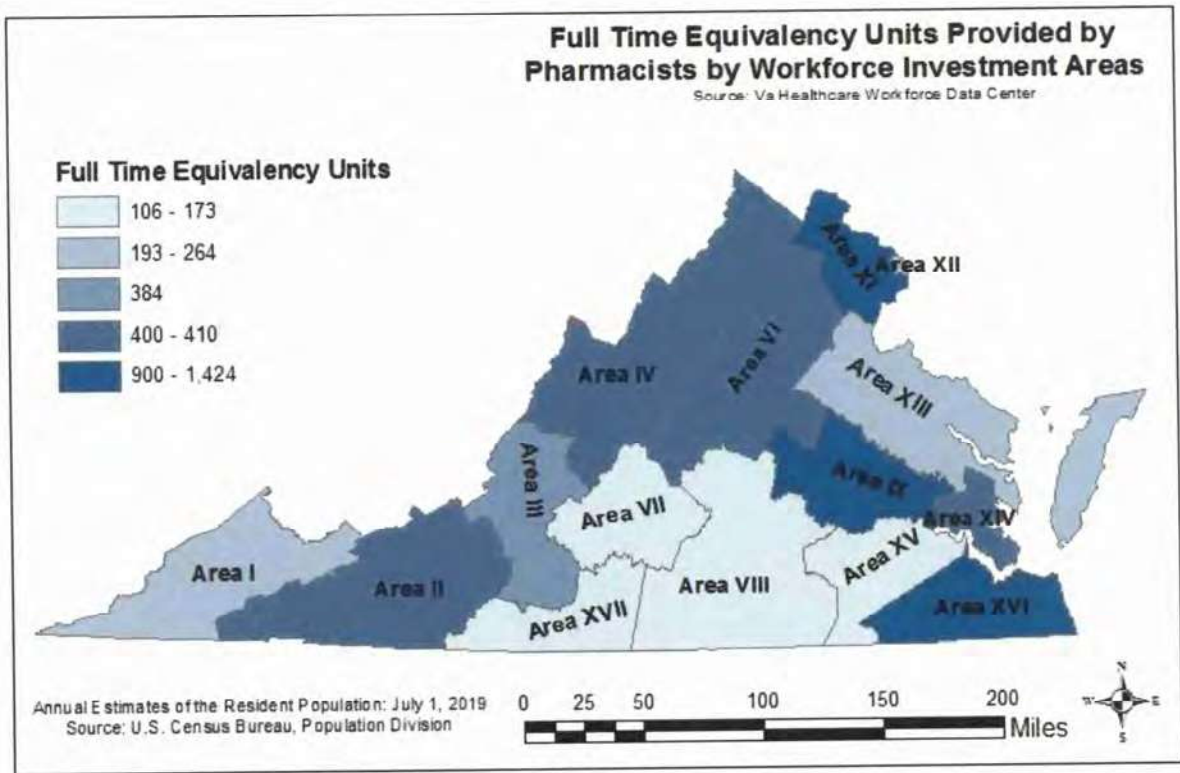 Full Time Equivalency Units Provided by
Pharmacists by Workforce Investment Areas
Source: Va Healthcare Workforce Data Center
Full Time Equivalency Units
106 - 173
193 - 264
384
400 - 410
900 - 1,424
Area XI
Area XII
Area VI
Area IV
Area XIII
Area III
Area IX
Area VII
Area XIV
Area XV
Area I
Area II
Area VIII
Area XVI
Area XVII
Annual Estimates of the Resident Population: July 1, 2019
Source: U.S. Census Bureau, Population Division
0 25 50 100 150 200
Miles
N
W E
S